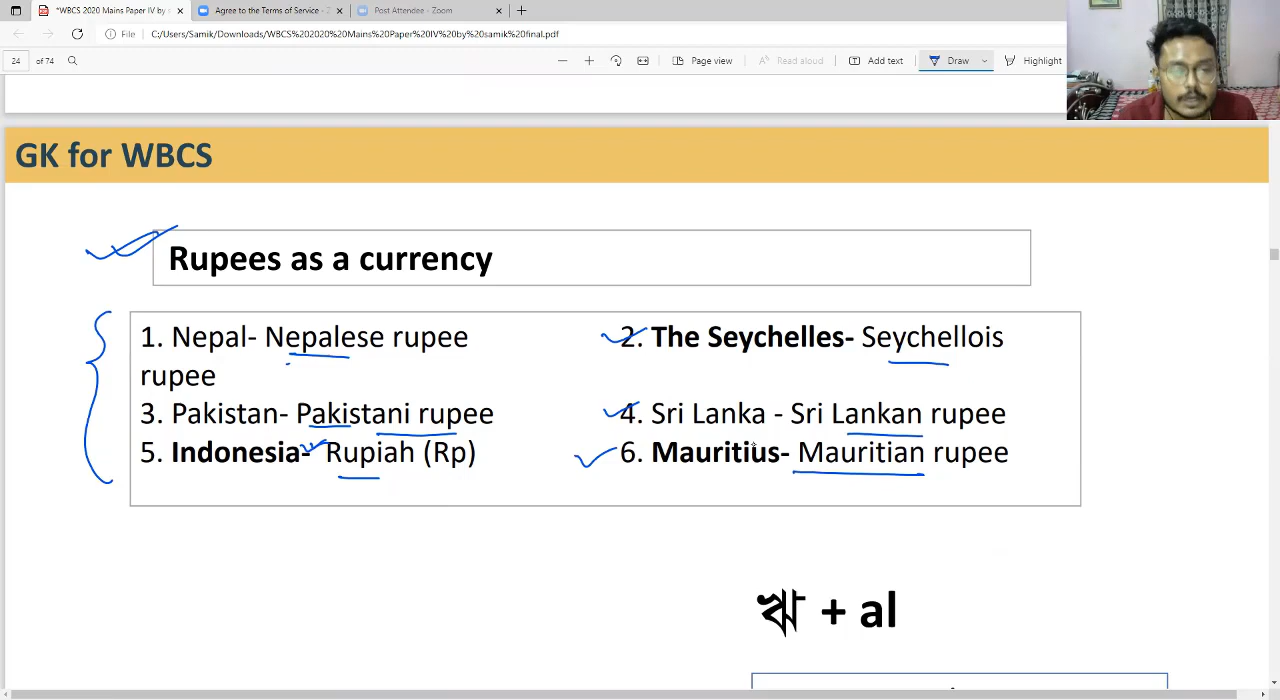 *WBCS 2020 Mains Paper IV by s
Agree to the Terms of Service -
Post Attendee - Zoom
File
C:/Users/Samik/Downloads/WBCS%202020%20Mains%20Paper%20IV%20by%20samik%20final.pdf
24 of 74
Page view
Read aloud
Add text
Draw
Highlight
GK for WBCS
Rupees as a currency
1. Nepal- Nepalese rupee 2. The Seychelles- Seychellois
rupee
3. Pakistan- Pakistani rupee 4. Sri Lanka - Sri Lankan rupee
5. Indonesia- Rupiah (Rp) 6. Mauritius- Mauritian rupee
ঋ + al